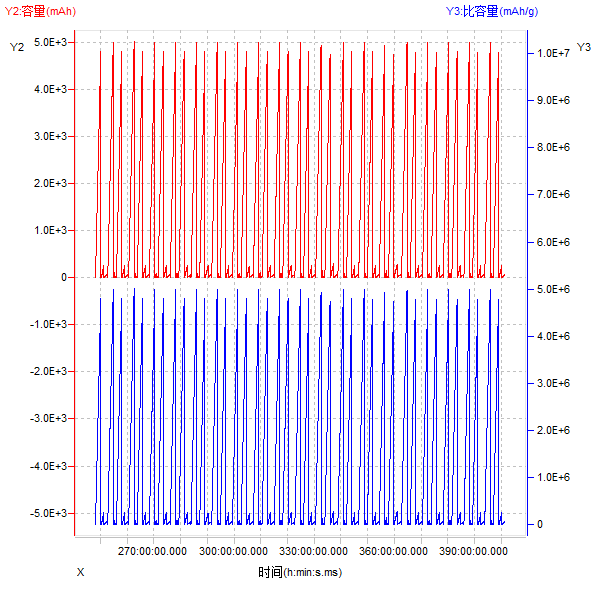 Y2:容量(mAh) Y3:比容量(mAh/g)
Y2 Y3
5.0E+3
1.0E+7
4.0E+3
9.0E+6
3.0E+3
8.0E+6
2.0E+3
7.0E+6
1.0E+3
6.0E+6
0
5.0E+6
-1.0E+3
4.0E+6
-2.0E+3
3.0E+6
-3.0E+3
2.0E+6
-4.0E+3
1.0E+6
-5.0E+3
0
270:00:00.000 300:00:00.000 330:00:00.000 360:00:00.000 390:00:00.000
X 时间(h:min:s.ms)